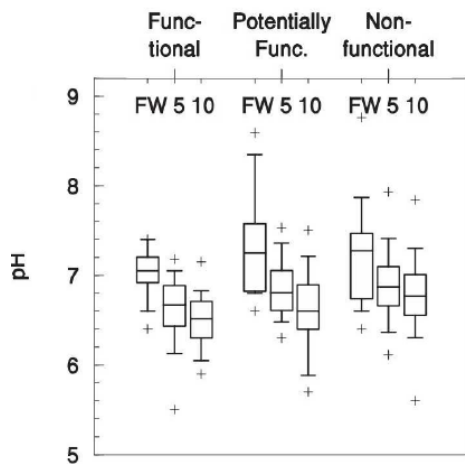 Func-
tional
Potentially
Func.
Non-
functional
FW 5 10
FW 5 10
FW 5 10
9
8
7
6
5
pH